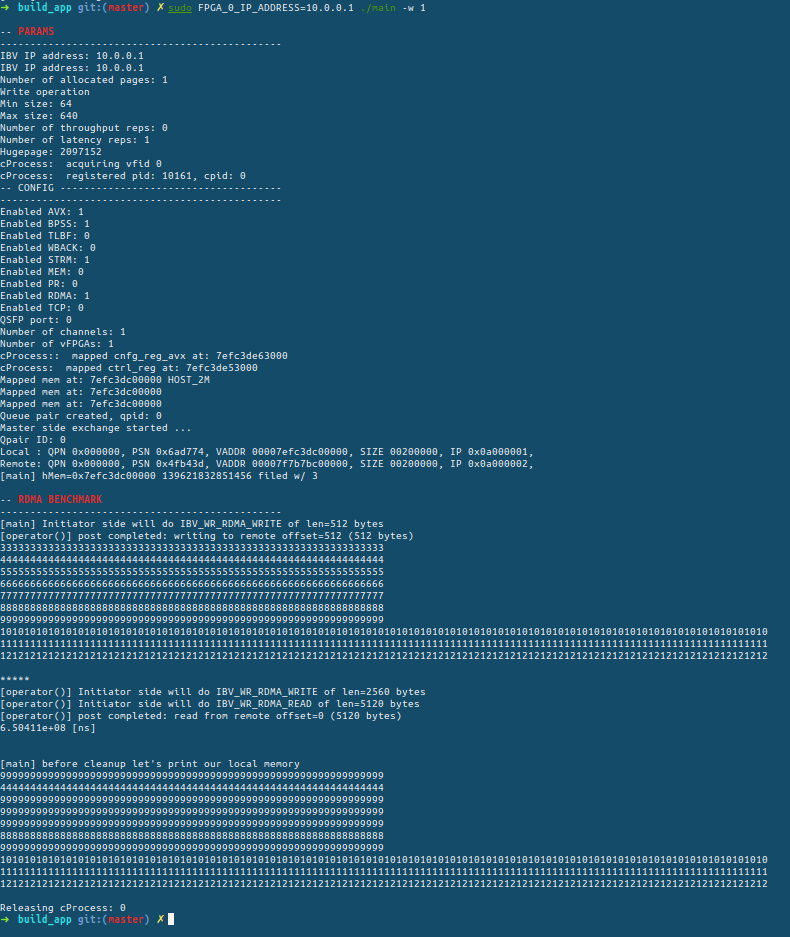 ➜ build_app git:(master) ✗ sudo FPGA_0_IP_ADDRESS=10.0.0.1 ./main -w 1
-- PARAMS
-----------------------------------------------
IBV IP address: 10.0.0.1
IBV IP address: 10.0.0.1
Number of allocated pages: 1
Write operation
Min size: 64
Max size: 640
Number of throughput reps: 0
Number of latency reps: 1
Hugepage: 2097152
cProcess:  acquiring vfid 0
cProcess:  registered pid: 10161, cpid: 0
-- CONFIG -------------------------------------
-----------------------------------------------
Enabled AVX: 1
Enabled BPSS: 1
Enabled TLBF: 0
Enabled WBACK: 0
Enabled STRM: 1
Enabled MEM: 0
Enabled PR: 0
Enabled RDMA: 1
Enabled TCP: 0
QSFP port: 0
Number of channels: 1
Number of vFPGAs: 1
cProcess::  mapped cnfg_reg_avx at: 7efc3de63000
cProcess:  mapped ctrl_reg at: 7efc3de53000
Mapped mem at: 7efc3dc00000 HOST_2M
Mapped mem at: 7efc3dc00000
Mapped mem at: 7efc3dc00000
Queue pair created, qpid: 0
Master side exchange started ...
Qpair ID: 0
Local : QPN 0x000000, PSN 0x6ad774, VADDR 00007efc3dc00000, SIZE 00200000, IP 0x0a000001,
Remote: QPN 0x000000, PSN 0x4fb43d, VADDR 00007f7b7bc00000, SIZE 00200000, IP 0x0a000002,
[main] hMem=0x7efc3dc00000 139621832851456 filed w/ 3
-- RDMA BENCHMARK
-----------------------------------------------
[main] Initiator side will do IBV_WR_RDMA_WRITE of len=512 bytes
[operator()] post completed: writing to remote offset=512 (512 bytes)
3333333333333333333333333333333333333333333333333333333333333333
4444444444444444444444444444444444444444444444444444444444444444
5555555555555555555555555555555555555555555555555555555555555555
6666666666666666666666666666666666666666666666666666666666666666
7777777777777777777777777777777777777777777777777777777777777777
8888888888888888888888888888888888888888888888888888888888888888
9999999999999999999999999999999999999999999999999999999999999999
10101010101010101010101010101010101010101010101010101010101010101010101010101010101010101010101010101010101010101010101010101010
11111111111111111111111111111111111111111111111111111111111111111111111111111111111111111111111111111111111111111111111111111111
12121212121212121212121212121212121212121212121212121212121212121212121212121212121212121212121212121212121212121212121212121212
*****
[operator()] Initiator side will do IBV_WR_RDMA_WRITE of len=2560 bytes
[operator()] Initiator side will do IBV_WR_RDMA_READ of len=5120 bytes
[operator()] post completed: read from remote offset=0 (5120 bytes)
6.50411e+08 [ns]
[main] before cleanup let's print our local memory
9999999999999999999999999999999999999999999999999999999999999999
4444444444444444444444444444444444444444444444444444444444444444
9999999999999999999999999999999999999999999999999999999999999999
9999999999999999999999999999999999999999999999999999999999999999
9999999999999999999999999999999999999999999999999999999999999999
8888888888888888888888888888888888888888888888888888888888888888
9999999999999999999999999999999999999999999999999999999999999999
10101010101010101010101010101010101010101010101010101010101010101010101010101010101010101010101010101010101010101010101010101010
11111111111111111111111111111111111111111111111111111111111111111111111111111111111111111111111111111111111111111111111111111111
12121212121212121212121212121212121212121212121212121212121212121212121212121212121212121212121212121212121212121212121212121212
Releasing cProcess: 0
➜ build_app git:(master) ✗